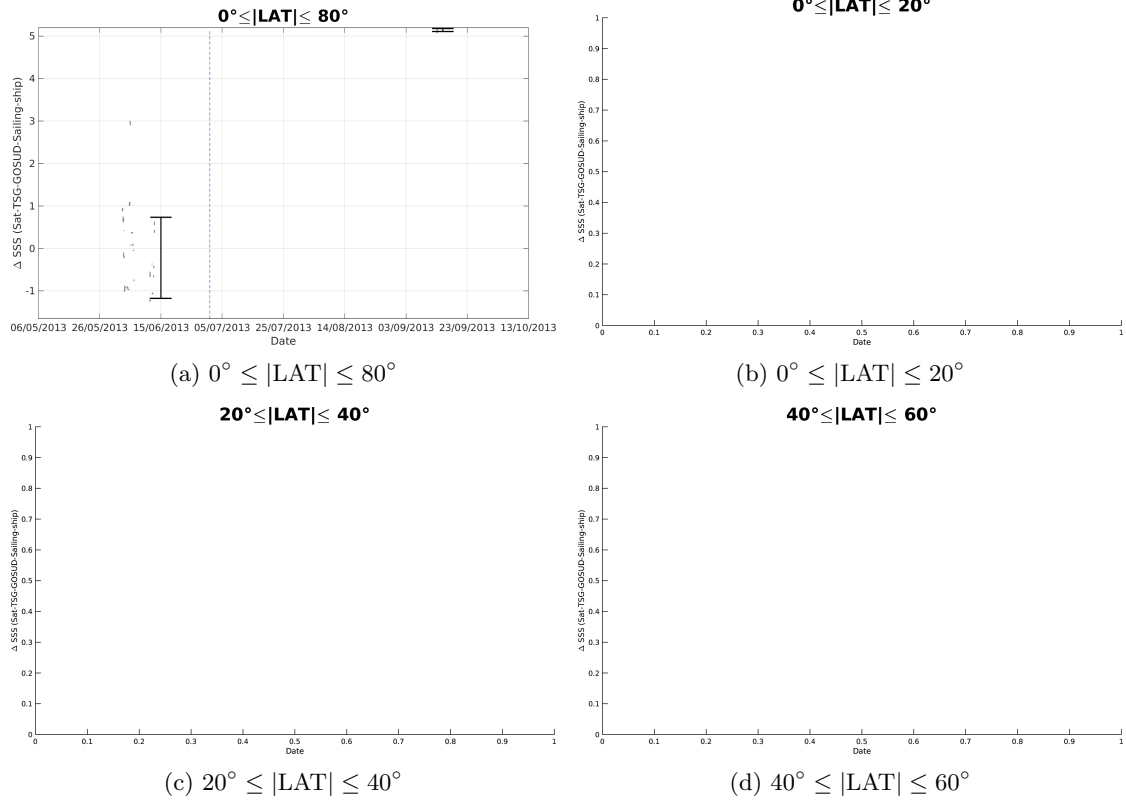 0°≤|LAT|≤ 80°
Δ SSS (Sat-TSG-GOSUD-Sailing-ship)
5
4
3
2
1
0
-1
06/05/2013 26/05/2013 15/06/2013 05/07/2013 25/07/2013 14/08/2013 03/09/2013 23/09/2013 13/10/2013
Date
(a) 0° ≤ |LAT| ≤ 80°
0°≤|LAT|≤ 20°
Δ SSS (Sat-TSG-GOSUD-Sailing-ship)
1
0.9
0.8
0.7
0.6
0.5
0.4
0.3
0.2
0.1
0
0 0.1 0.2 0.3 0.4 0.5 0.6 0.7 0.8 0.9 1
Date
(b) 0° ≤ |LAT| ≤ 20°
20°≤|LAT|≤ 40°
Δ SSS (Sat-TSG-GOSUD-Sailing-ship)
1
0.9
0.8
0.7
0.6
0.5
0.4
0.3
0.2
0.1
0
0 0.1 0.2 0.3 0.4 0.5 0.6 0.7 0.8 0.9 1
Date
(c) 20° ≤ |LAT| ≤ 40°
40°≤|LAT|≤ 60°
Δ SSS (Sat-TSG-GOSUD-Sailing-ship)
1
0.9
0.8
0.7
0.6
0.5
0.4
0.3
0.2
0.1
0
0 0.1 0.2 0.3 0.4 0.5 0.6 0.7 0.8 0.9 1
Date
(d) 40° ≤ |LAT| ≤ 60°